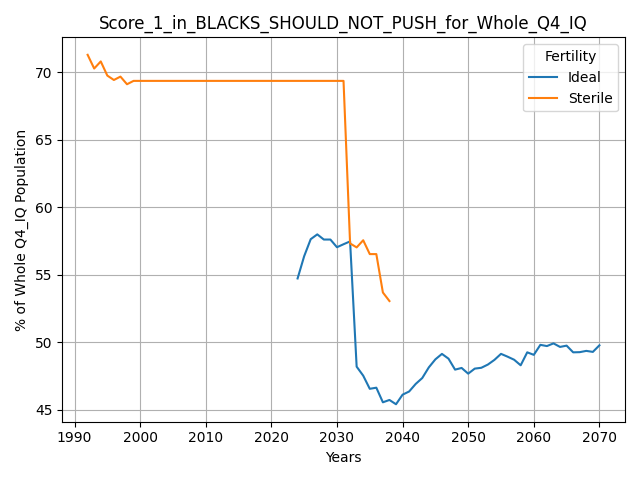 Score_1_in_BLACKS_SHOULD_NOT_PUSH_for_Whole_Q4_IQ
Fertility
Ideal
Sterile
% of Whole Q4_IQ Population
70
65
60
55
50
45
1990 2000 2010 2020 2030 2040 2050 2060 2070
Years